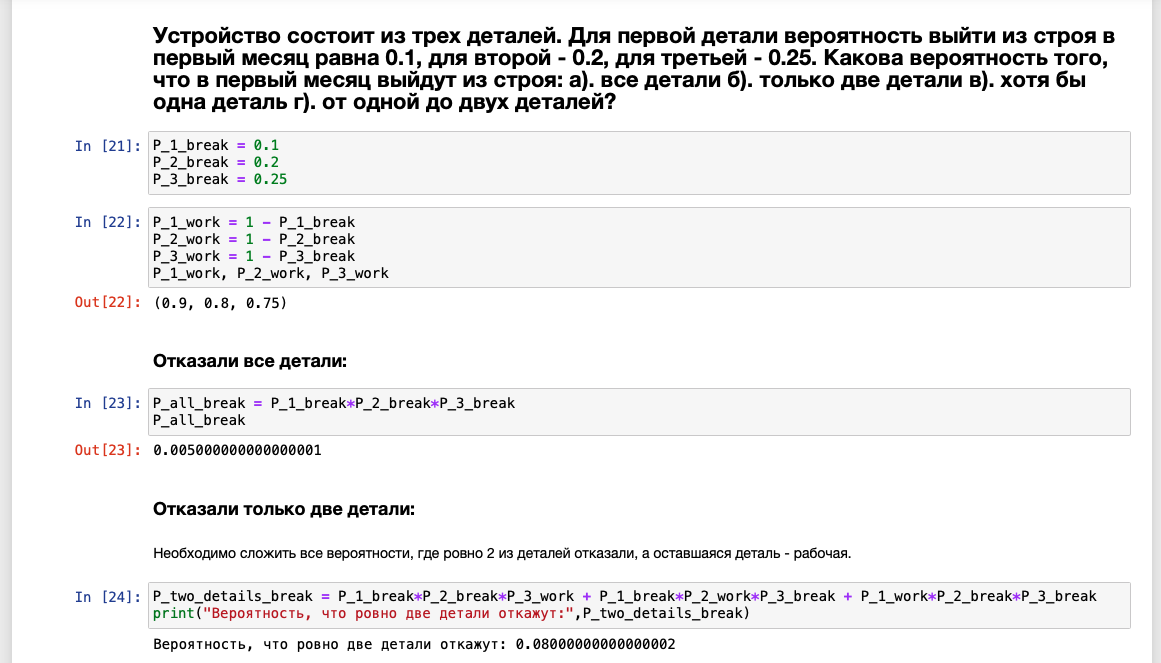 Устройство состоит из трех деталей. Для первой детали вероятность выйти из строя в
первый месяц равна 0.1, для второй - 0.2, для третьей - 0.25. Какова вероятность того,
что в первый месяц выйдут из строя: а). все детали б). только две детали в). хотя бы
одна деталь г). от одной до двух деталей?
In [21]: P_1_break = 0.1
P_2_break = 0.2
P_3_break = 0.25
In [22]: P_1_work = 1 - P_1_break
P_2_work = 1 - P_2_break
P_3_work = 1 - P_3_break
P_1_work, P_2_work, P_3_work
Out[22]: (0.9, 0.8, 0.75)
Отказали все детали:
In [23]: P_all_break = P_1_break*P_2_break*P_3_break
P_all_break
Out[23]: 0.005000000000000001
Отказали только две детали:
Необходимо сложить все вероятности, где ровно 2 из деталей отказали, а оставшаяся деталь - рабочая.
In [24]: P_two_details_break = P_1_break*P_2_break*P_3_work + P_1_break*P_2_work*P_3_break + P_1_work*P_2_break*P_3_break
print("Вероятность, что ровно две детали откажут:",P_two_details_break)
Вероятность, что ровно две детали откажут: 0.08000000000000002